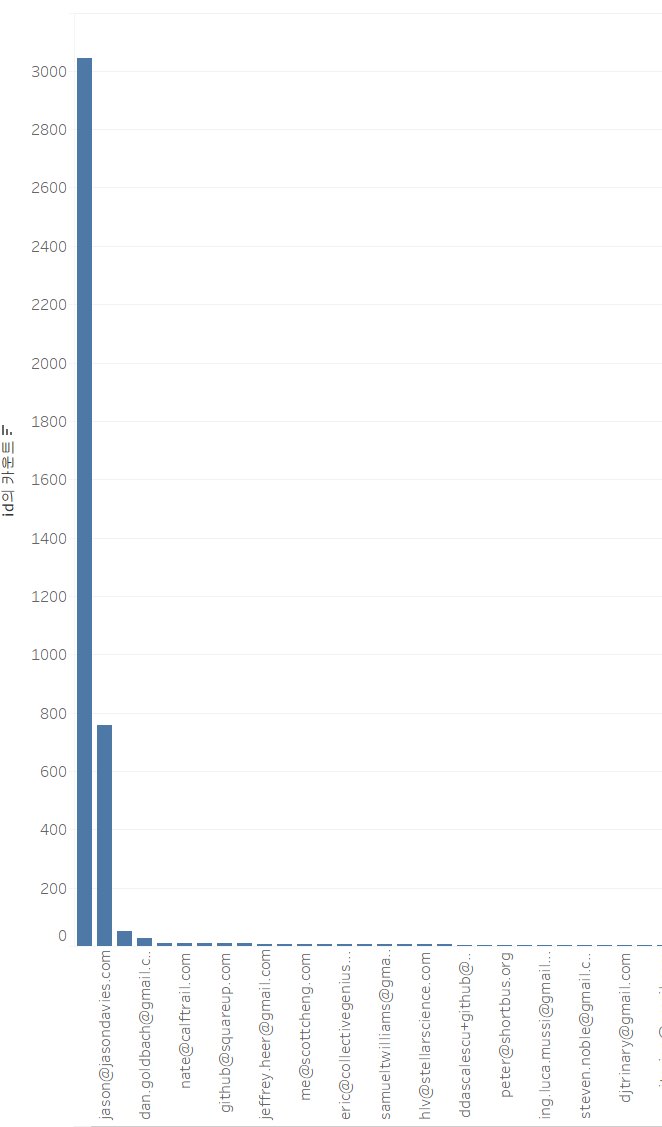 3000
2800
2600
2400
2200
2000
1800
1600
1400
1200
1000
800
600
400
200
0
id의 카운트
jason@jasondavies.com
dan.goldbach@gmail.c..
nate@calftrail.com
github@squareup.com
jeffrey.heer@gmail.com
me@scottcheng.com
eric@collectivegenius...
samueltwilliams@gma..
hlv@stellarscience.com
ddascalescu+github@..
peter@shortbus.org
ing.luca.mussi@gmail...
steven.noble@gmail.c..
djtrinary@gmail.com